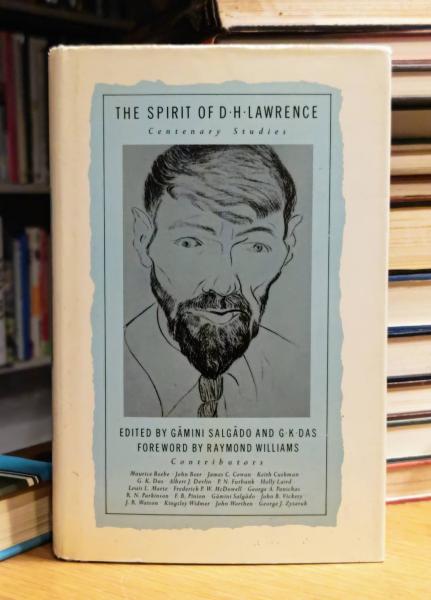 THE SPIRIT OF D·H·LAWRENCE
Centenary Studies
EDITED BY GĀMINI SALGĀDO AND G·K·DAS
FOREWORD BY RAYMOND WILLIAMS
Contributors
Maurice Beebe · John Beer · James C. Cowan · Keith Cushman
G. K. Das · Albert J. Devlin · P. N. Furbank · Holly Laird
Louis L. Martz · Frederick P. W. McDowell · George A. Panichas
R. N. Parkinson · F. B. Pinion · Gāmini Salgādo · John B. Vickery
J. R. Watson · Kingsley Widmer · John Worthen · George J. Zytaruk